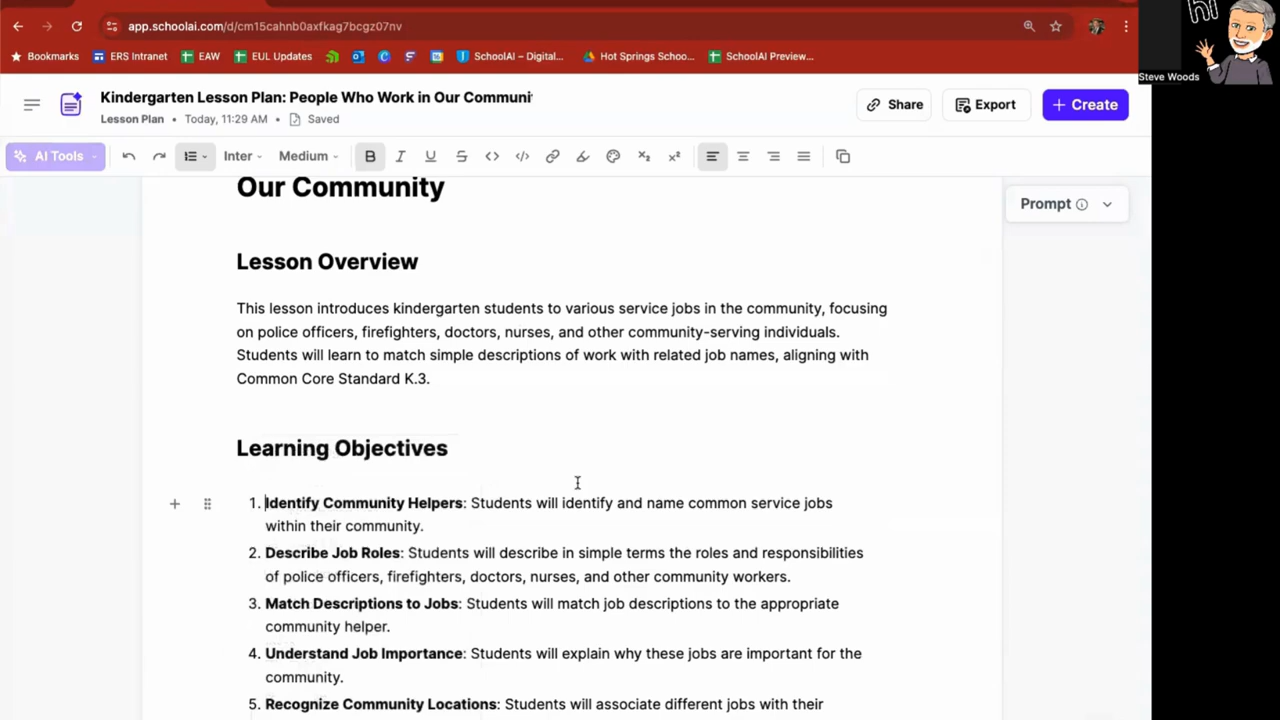 app.schoolai.com/d/cm15cahnb0axfkag7bcgz07nv
hi
Steve Woods
Bookmarks ERS Intranet EAW EUL Updates SchoolAI – Digital... Hot Springs Schoo... SchoolAI Preview...
Kindergarten Lesson Plan: People Who Work in Our Communi
Lesson Plan • Today, 11:29 AM • Saved
Share Export + Create
AI Tools Inter Medium B I U S
Our Community
Prompt
Lesson Overview
This lesson introduces kindergarten students to various service jobs in the community, focusing
on police officers, firefighters, doctors, nurses, and other community-serving individuals.
Students will learn to match simple descriptions of work with related job names, aligning with
Common Core Standard K.3.
Learning Objectives
1. Identify Community Helpers: Students will identify and name common service jobs
within their community.
2. Describe Job Roles: Students will describe in simple terms the roles and responsibilities
of police officers, firefighters, doctors, nurses, and other community workers.
3. Match Descriptions to Jobs: Students will match job descriptions to the appropriate
community helper.
4. Understand Job Importance: Students will explain why these jobs are important for the
community.
5. Recognize Community Locations: Students will associate different jobs with their